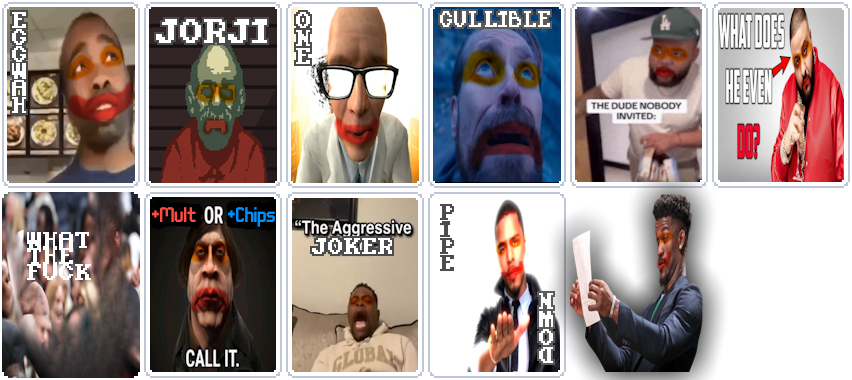 EGGWAH
JORJI
ONE
GULLIBLE
THE DUDE NOBODY
INVITED:
WHAT DOES
HE EVEN
DO?
WHAT
THE
FUCK
+Mult OR +Chips
CALL IT.
"The Aggressive
JOKER
GLOBAL
PIPE
DOWN